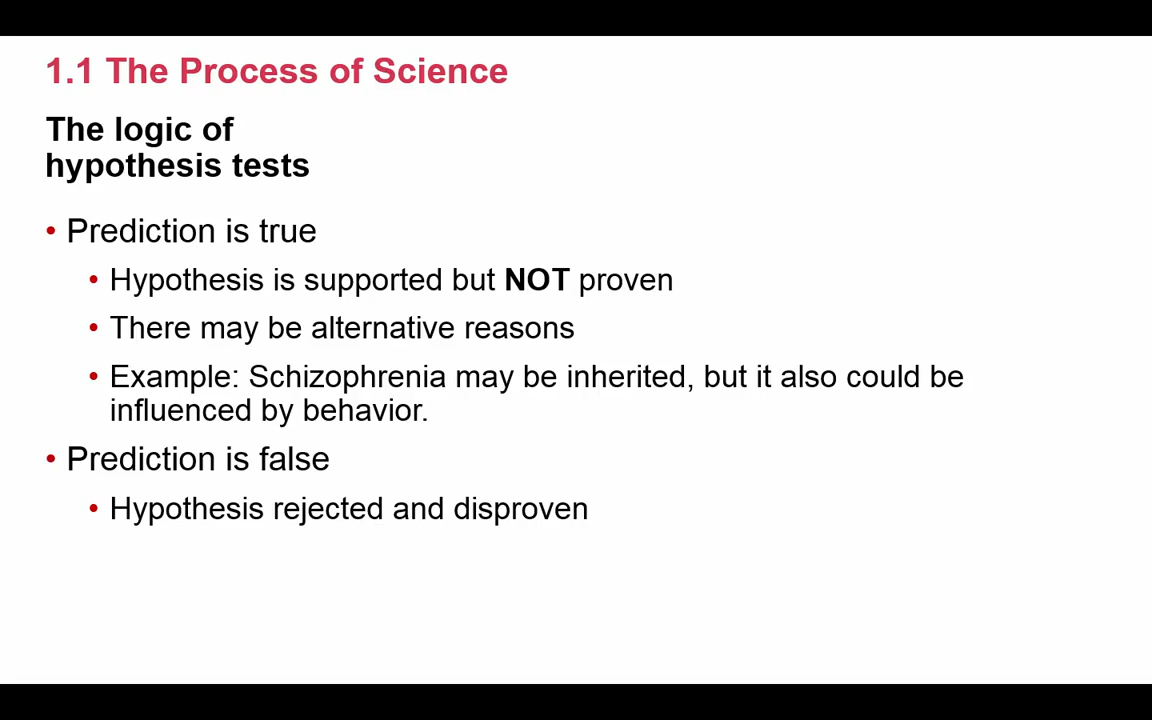 1.1 The Process of Science
The logic of
hypothesis tests
• Prediction is true
• Hypothesis is supported but NOT proven
• There may be alternative reasons
• Example: Schizophrenia may be inherited, but it also could be
influenced by behavior.
• Prediction is false
• Hypothesis rejected and disproven